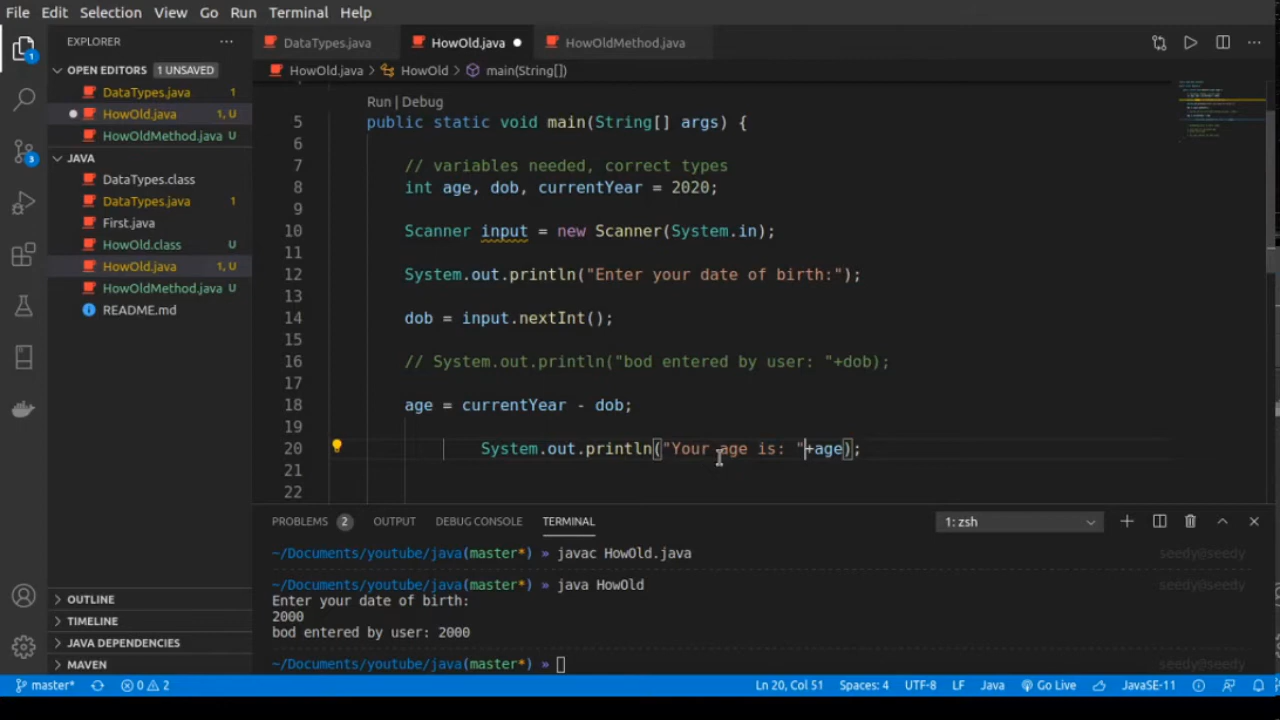 File Edit Selection View Go Run Terminal Help
EXPLORER ...
DataTypes.java HowOld.java ● HowOldMethod.java ...
1
OPEN EDITORS 1 UNSAVED
DataTypes.java 1
● HowOld.java 1, U
HowOldMethod.java U
3
JAVA
DataTypes.class
DataTypes.java 1
First.java
HowOld.class U
HowOld.java 1, U
HowOldMethod.java U
README.md
OUTLINE
TIMELINE
JAVA DEPENDENCIES
MAVEN
HowOld.java > HowOld > main(String[])
Run | Debug
5 public static void main(String[] args) {
6
7 // variables needed, correct types
8 int age, dob, currentYear = 2020;
9
10 Scanner input = new Scanner(System.in);
11
12 System.out.println("Enter your date of birth:");
13
14 dob = input.nextInt();
15
16 // System.out.println("bod entered by user: "+dob);
17
18 age = currentYear - dob;
19
20 System.out.println("Your age is: "+age);
21
22
PROBLEMS 2 OUTPUT DEBUG CONSOLE TERMINAL 1: zsh
~/Documents/youtube/java(master*) » javac HowOld.java seedy@seedy
~/Documents/youtube/java(master*) » java HowOld seedy@seedy
Enter your date of birth:
2000
bod entered by user: 2000
~/Documents/youtube/java(master*) » seedy@seedy
master* 0 2 Ln 20, Col 51 Spaces: 4 UTF-8 LF Java Go Live JavaSE-11